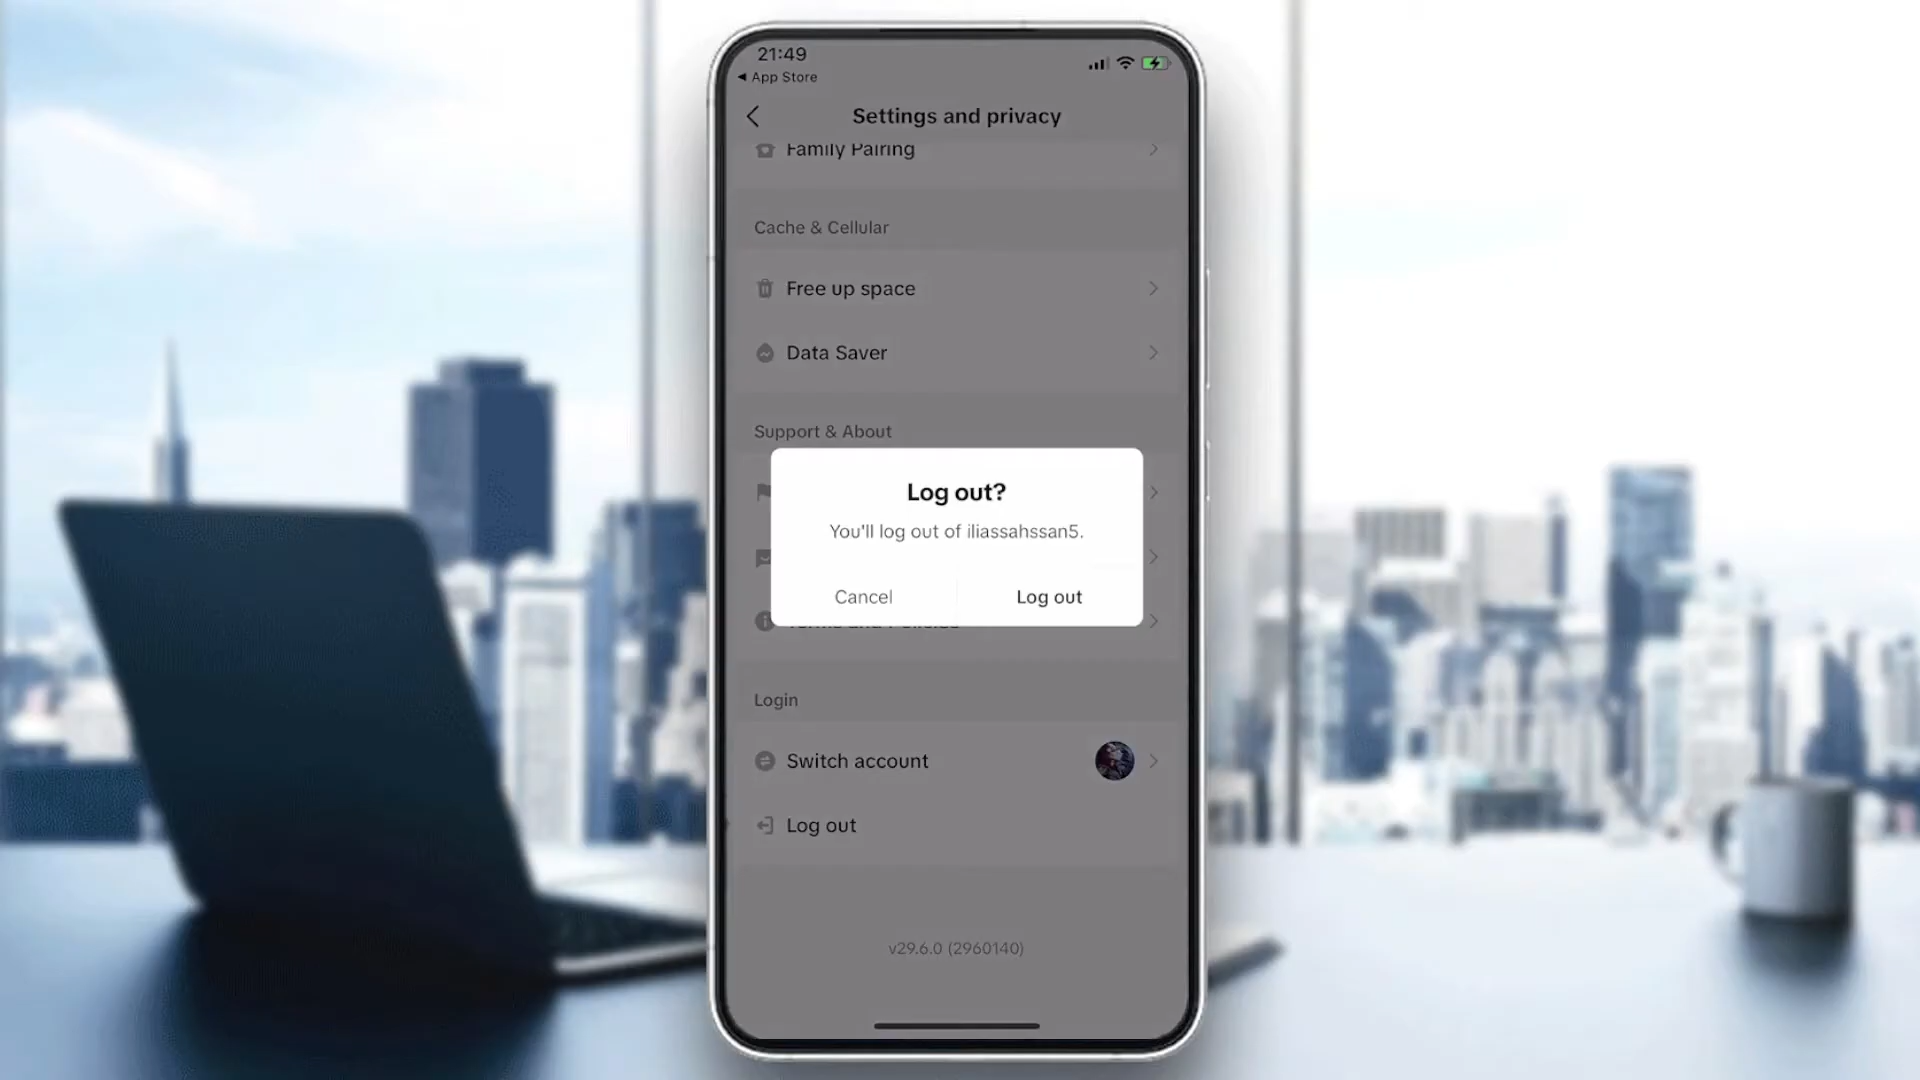 21:49
◄ App Store
Settings and privacy
Family Pairing
Cache & Cellular
Free up space
Data Saver
Support & About
Log out?
You'll log out of iliassahssan5.
Cancel
Log out
Login
Switch account
Log out
v29.6.0 (2960140)